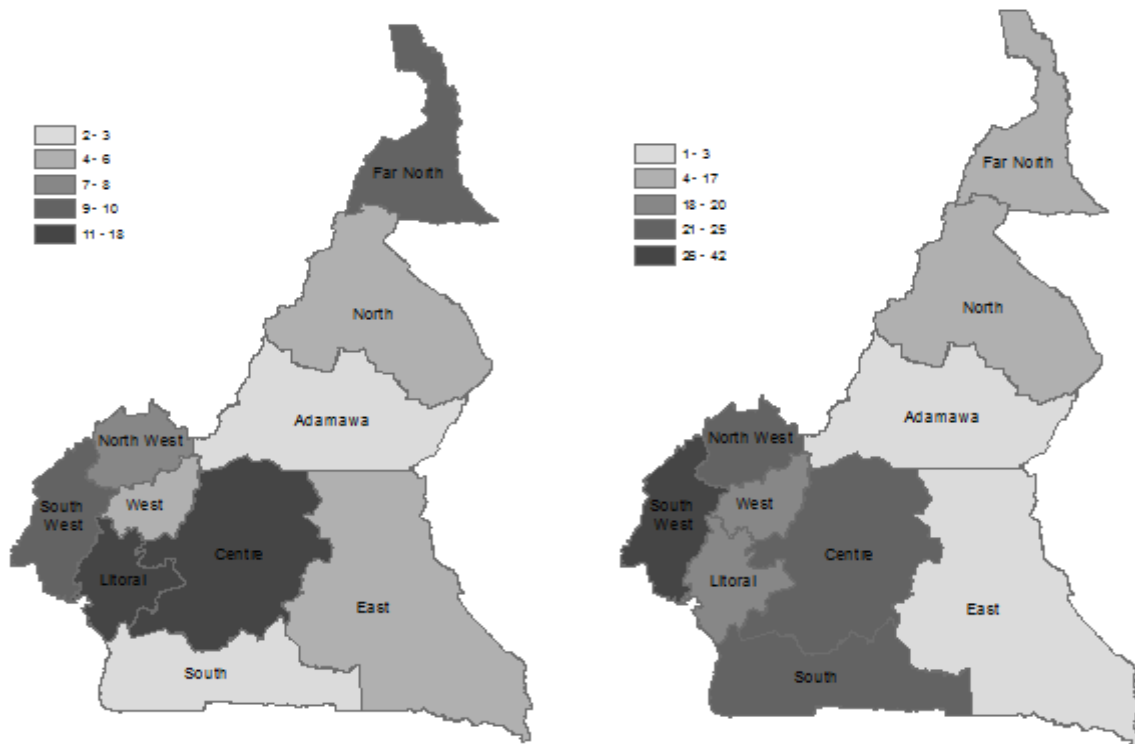 2 - 3
4 - 6
7 - 8
9 - 10
11 - 18
Far North
North
Adamawa
North West
South
West
West
Litoral
Centre
East
South
1 - 3
4 - 17
18 - 20
21 - 25
26 - 42
Far North
North
Adamawa
North West
South
West
West
Litoral
Centre
East
South